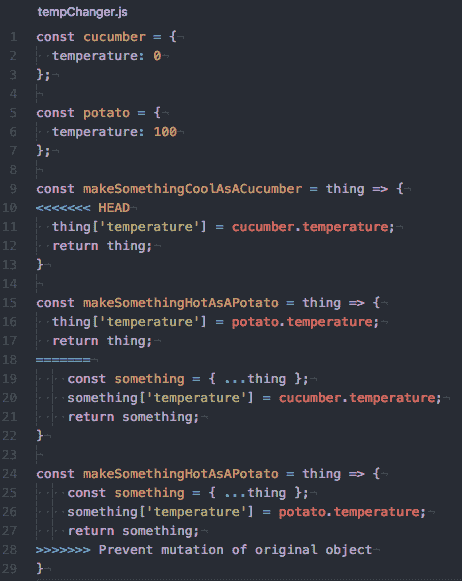 tempChanger.js
1 const cucumber = {
2   temperature: 0
3 };
4
5 const potato = {
6   temperature: 100
7 };
8
9 const makeSomethingCoolAsACucumber = thing => {
10 <<<<<<< HEAD
11   thing['temperature'] = cucumber.temperature;
12   return thing;
13 }
14
15 const makeSomethingHotAsAPotato = thing => {
16   thing['temperature'] = potato.temperature;
17   return thing;
18 =======
19     const something = { ...thing };
20     something['temperature'] = cucumber.temperature;
21     return something;
22 }
23
24 const makeSomethingHotAsAPotato = thing => {
25     const something = { ...thing };
26     something['temperature'] = potato.temperature;
27     return something;
28 >>>>>>> Prevent mutation of original object
29 }